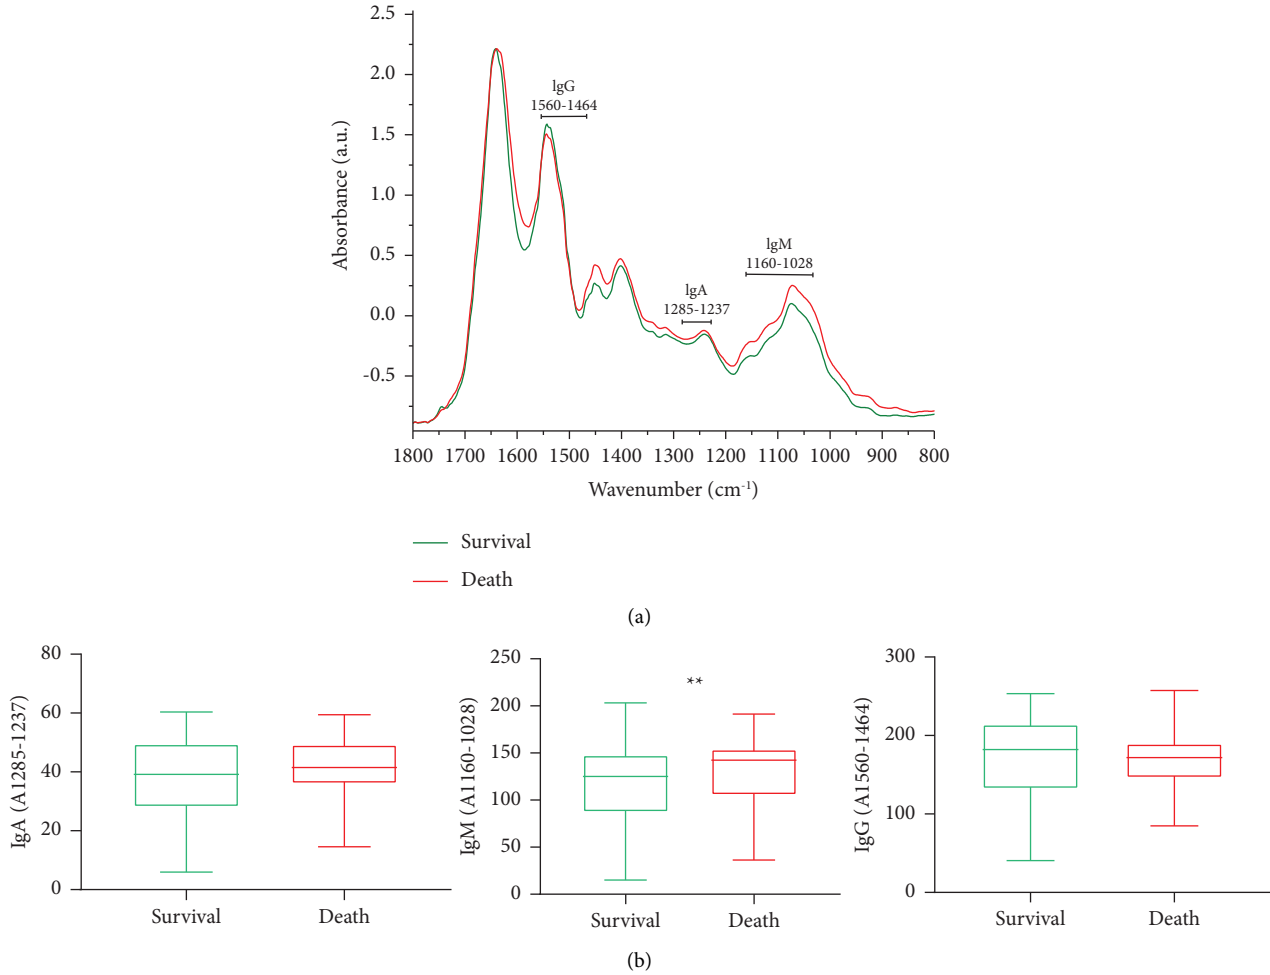 2.5
2.0
1.5
1.0
0.5
0.0
-0.5
Absorbance (a.u.)
lgG
1560-1464
lgA
1285-1237
lgM
1160-1028
1800 1700 1600 1500 1400 1300 1200 1100 1000 900 800
Wavenumber (cm⁻¹)
Survival
Death
(a)
80
60
40
20
0
IgA (A1285-1237)
Survival Death
250
200
150
100
50
0
IgM (A1160-1028)
**
Survival Death
300
200
100
0
IgG (A1560-1464)
Survival Death
(b)